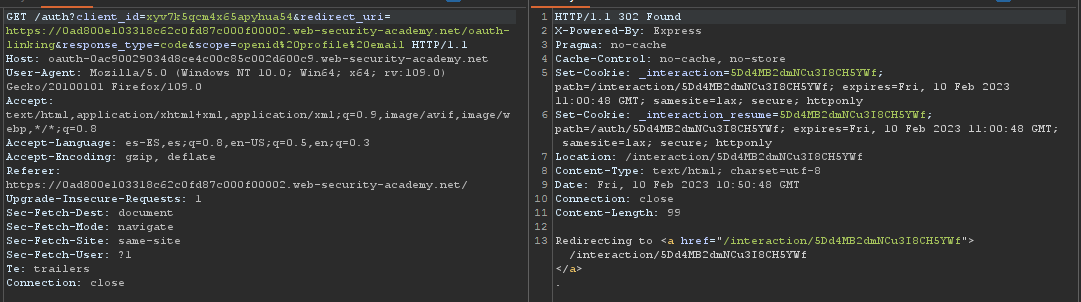 GET /auth?client_id=xyv7k5qcm4x65apyhua54&redirect_uri=
https://0ad800e103318c62c0fd87c000f00002.web-security-academy.net/oauth-
linking&response_type=code&scope=openid%20profile%20email HTTP/1.1
Host: oauth-0ac90029034d8ce4c00c85c002d600c9.web-security-academy.net
User-Agent: Mozilla/5.0 (Windows NT 10.0; Win64; x64; rv:109.0)
Gecko/20100101 Firefox/109.0
Accept:
text/html,application/xhtml+xml,application/xml;q=0.9,image/avif,image/w
ebp,*/*;q=0.8
Accept-Language: es-ES,es;q=0.8,en-US;q=0.5,en;q=0.3
Accept-Encoding: gzip, deflate
Referer:
https://0ad800e103318c62c0fd87c000f00002.web-security-academy.net/
Upgrade-Insecure-Requests: 1
Sec-Fetch-Dest: document
Sec-Fetch-Mode: navigate
Sec-Fetch-Site: same-site
Sec-Fetch-User: ?1
Te: trailers
Connection: close
1 HTTP/1.1 302 Found
2 X-Powered-By: Express
3 Pragma: no-cache
4 Cache-Control: no-cache, no-store
5 Set-Cookie: _interaction=5Dd4MB2dmNCu3I8CH5YWf;
path=/interaction/5Dd4MB2dmNCu3I8CH5YWf; expires=Fri, 10 Feb 2023
11:00:48 GMT; samesite=lax; secure; httponly
6 Set-Cookie: _interaction_resume=5Dd4MB2dmNCu3I8CH5YWf;
path=/auth/5Dd4MB2dmNCu3I8CH5YWf; expires=Fri, 10 Feb 2023 11:00:48 GMT;
samesite=lax; secure; httponly
7 Location: /interaction/5Dd4MB2dmNCu3I8CH5YWf
8 Content-Type: text/html; charset=utf-8
9 Date: Fri, 10 Feb 2023 10:50:48 GMT
10 Connection: close
11 Content-Length: 99
12
13 Redirecting to <a href="/interaction/5Dd4MB2dmNCu3I8CH5YWf">
/interaction/5Dd4MB2dmNCu3I8CH5YWf
</a>
.